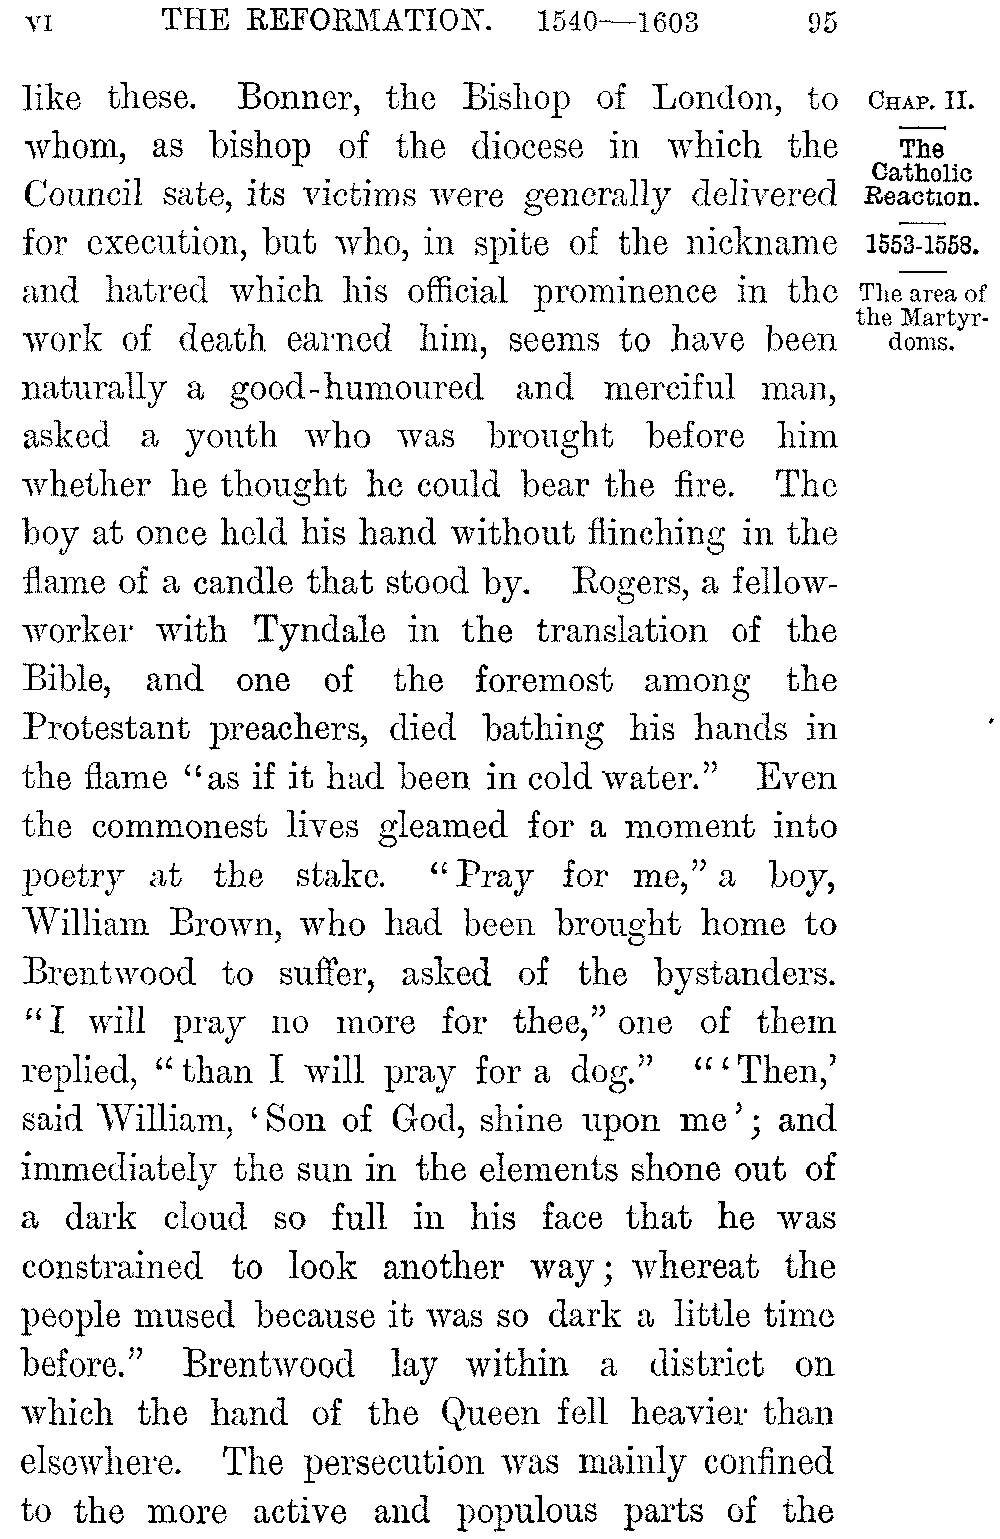 VI THE REFORMATION. 1540—1603 95
like these. Bonner, the Bishop of London, to
whom, as bishop of the diocese in which the
Council sate, its victims were generally delivered
for execution, but who, in spite of the nickname
and hatred which his official prominence in the
work of death earned him, seems to have been
naturally a good-humoured and merciful man,
asked a youth who was brought before him
whether he thought he could bear the fire. The
boy at once held his hand without flinching in the
flame of a candle that stood by. Rogers, a fellow-
worker with Tyndale in the translation of the
Bible, and one of the foremost among the
Protestant preachers, died bathing his hands in
the flame “as if it had been in cold water.” Even
the commonest lives gleamed for a moment into
poetry at the stake. “Pray for me,” a boy,
William Brown, who had been brought home to
Brentwood to suffer, asked of the bystanders.
“I will pray no more for thee,” one of them
replied, “than I will pray for a dog.” “‘Then,’
said William, ‘Son of God, shine upon me’; and
immediately the sun in the elements shone out of
a dark cloud so full in his face that he was
constrained to look another way; whereat the
people mused because it was so dark a little time
before.” Brentwood lay within a district on
which the hand of the Queen fell heavier than
elsewhere. The persecution was mainly confined
to the more active and populous parts of the
CHAP. II.
The
Catholic
Reaction.
1553-1558.
The area of
the Martyr-
doms.